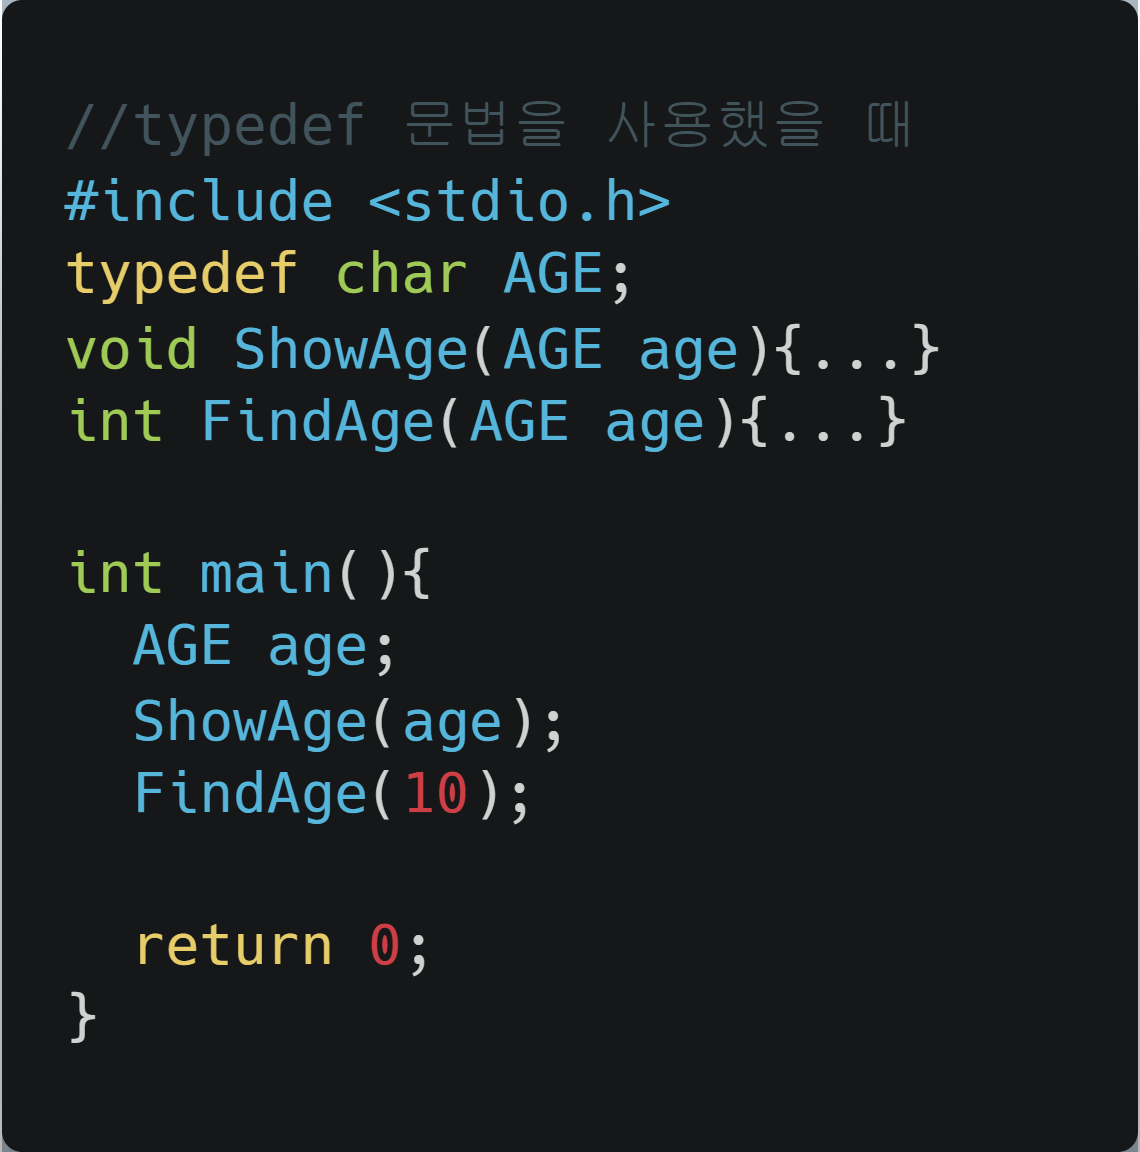 //typedef 문법을 사용했을 때
#include <stdio.h>
typedef char AGE;
void ShowAge(AGE age){...}
int FindAge(AGE age){...}
int main(){
AGE age;
ShowAge(age);
FindAge(10);
return 0;
}